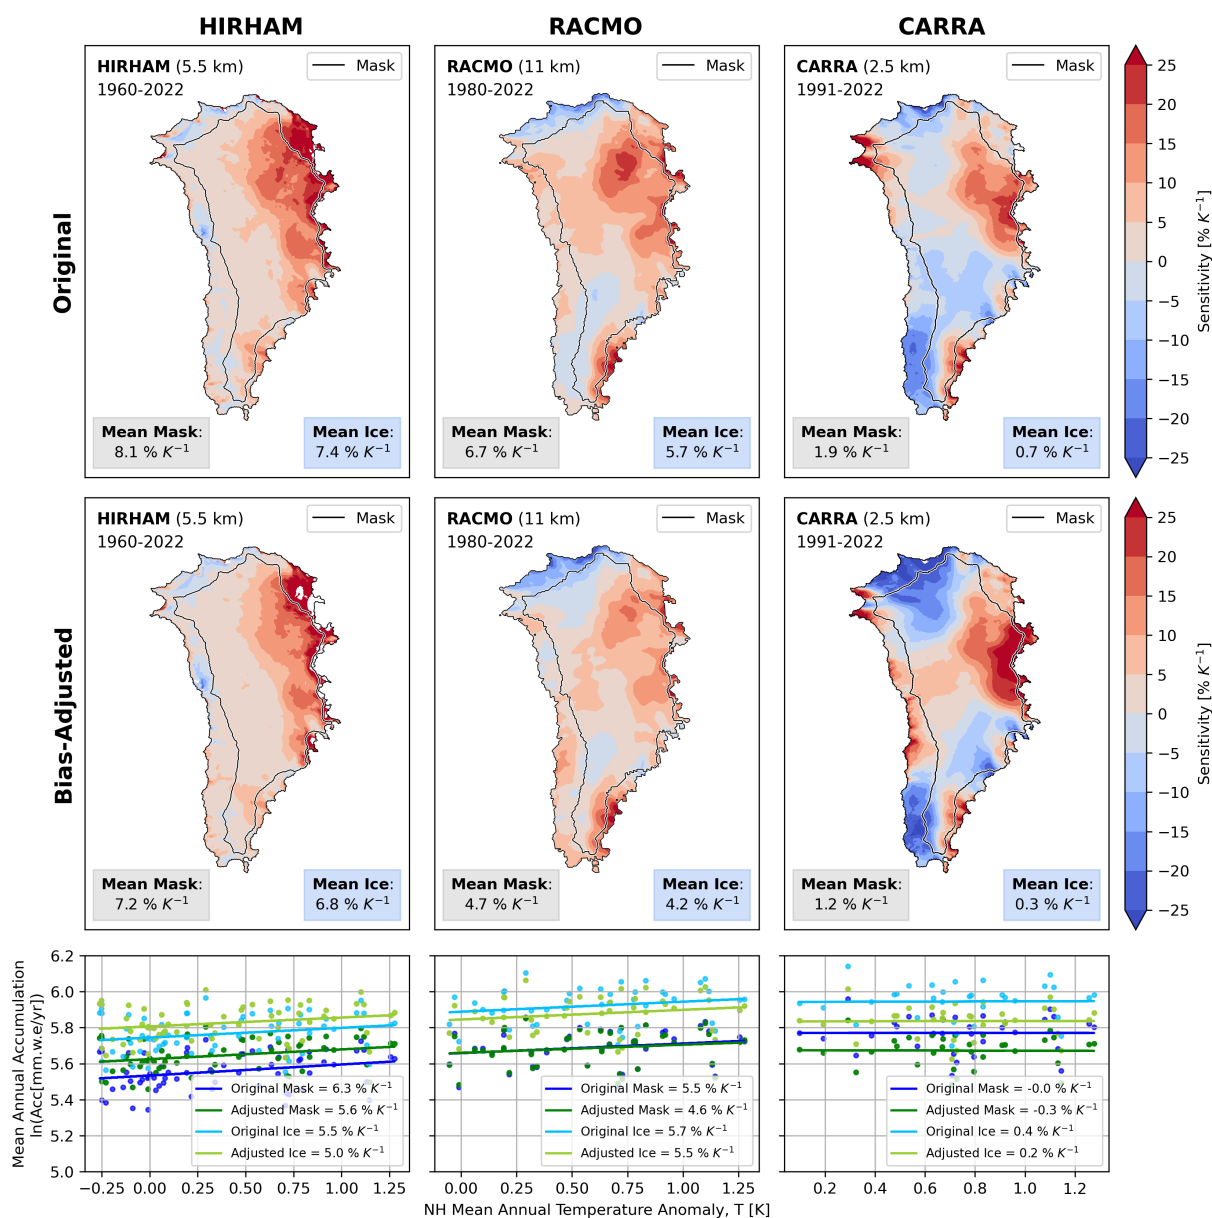 HIRHAM
RACMO
CARRA
Original
HIRHAM (5.5 km)
1960-2022
Mask
Mean Mask:
8.1 % K⁻¹
Mean Ice:
7.4 % K⁻¹
RACMO (11 km)
1980-2022
Mask
Mean Mask:
6.7 % K⁻¹
Mean Ice:
5.7 % K⁻¹
CARRA (2.5 km)
1991-2022
Mask
Mean Mask:
1.9 % K⁻¹
Mean Ice:
0.7 % K⁻¹
25
20
15
10
5
0
−5
−10
−15
−20
−25
Sensitivity [% K⁻¹]
Bias-Adjusted
HIRHAM (5.5 km)
1960-2022
Mask
Mean Mask:
7.2 % K⁻¹
Mean Ice:
6.8 % K⁻¹
RACMO (11 km)
1980-2022
Mask
Mean Mask:
4.7 % K⁻¹
Mean Ice:
4.2 % K⁻¹
CARRA (2.5 km)
1991-2022
Mask
Mean Mask:
1.2 % K⁻¹
Mean Ice:
0.3 % K⁻¹
25
20
15
10
5
0
−5
−10
−15
−20
−25
Sensitivity [% K⁻¹]
Mean Annual Accumulation
ln(Acc[mm.w.e/yr])
6.2
6.0
5.8
5.6
5.4
5.2
5.0
Original Mask = 6.3 % K⁻¹
Adjusted Mask = 5.6 % K⁻¹
Original Ice = 5.5 % K⁻¹
Adjusted Ice = 5.0 % K⁻¹
−0.25 0.00 0.25 0.50 0.75 1.00 1.25
Original Mask = 5.5 % K⁻¹
Adjusted Mask = 4.6 % K⁻¹
Original Ice = 5.7 % K⁻¹
Adjusted Ice = 5.5 % K⁻¹
0.00 0.25 0.50 0.75 1.00 1.25
Original Mask = -0.0 % K⁻¹
Adjusted Mask = -0.3 % K⁻¹
Original Ice = 0.4 % K⁻¹
Adjusted Ice = 0.2 % K⁻¹
0.2 0.4 0.6 0.8 1.0 1.2
NH Mean Annual Temperature Anomaly, T [K]